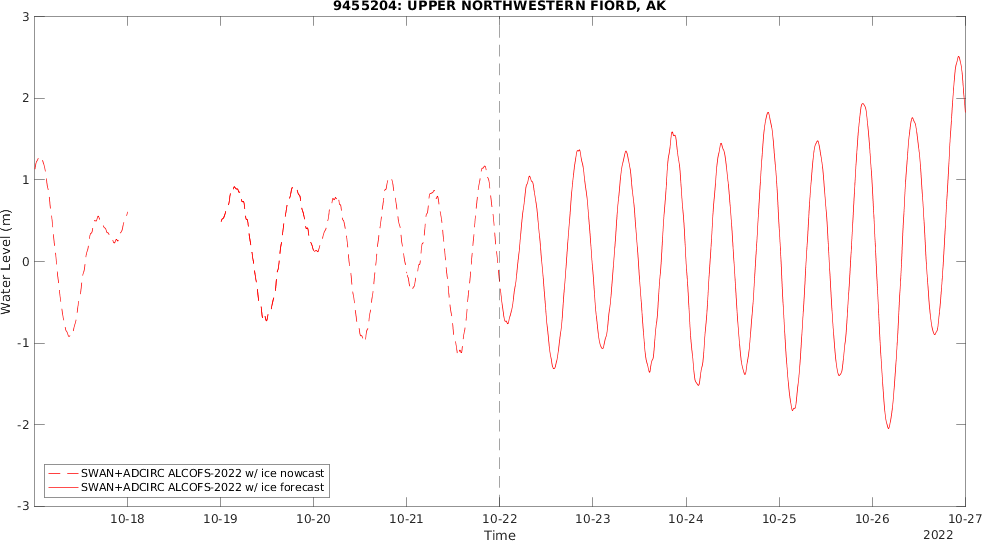 9455204: UPPER NORTHWESTERN FIORD, AK
3
2
1
0
-1
-2
-3
Water Level (m)
SWAN+ADCIRC ALCOFS-2022 w/ ice nowcast
SWAN+ADCIRC ALCOFS-2022 w/ ice forecast
10-18 10-19 10-20 10-21 10-22 10-23 10-24 10-25 10-26 10-27
Time
2022